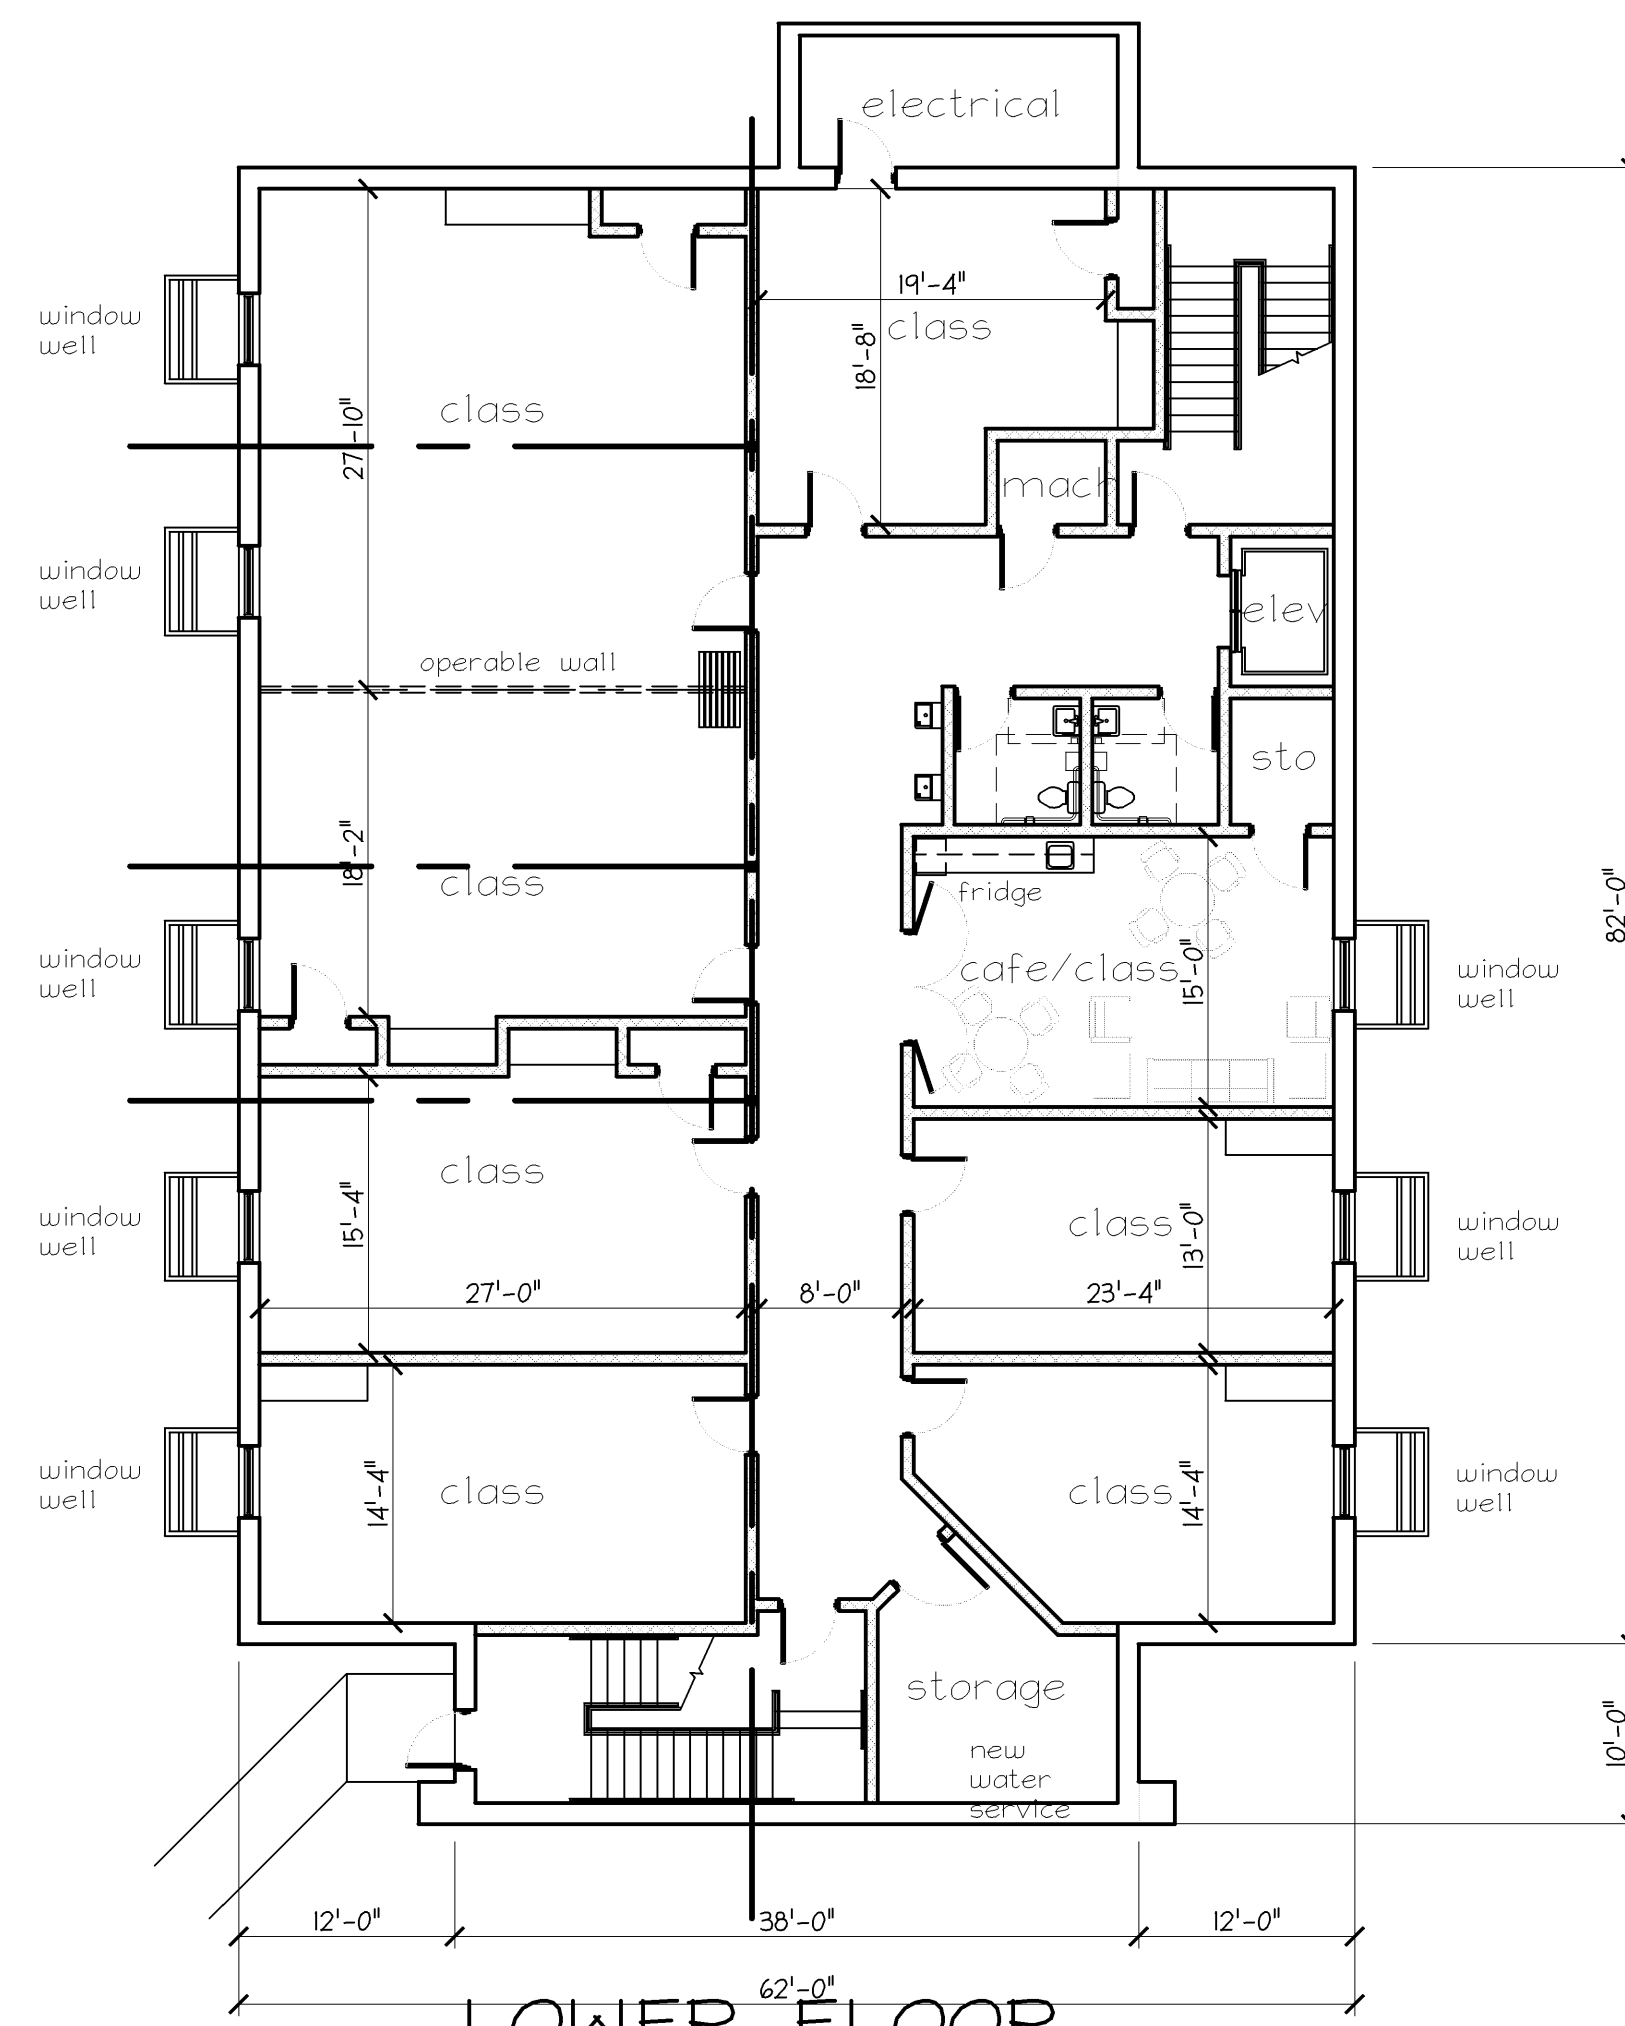 electrical
19'-4"
class
18'-8"
window
well
class
27'-10"
mach
window
well
elev
operable wall
sto
18'-2"
class
fridge
82'-0"
window
well
cafe/class
15'-0"
window
well
class
15'-4"
class
13'-0"
window
well
window
well
27'-0"
8'-0"
23'-4"
window
well
class
14'-4"
class
14'-4"
window
well
storage
new
water
service
10'-0"
12'-0"
38'-0"
12'-0"
62'-0"
LOWER FLOOR